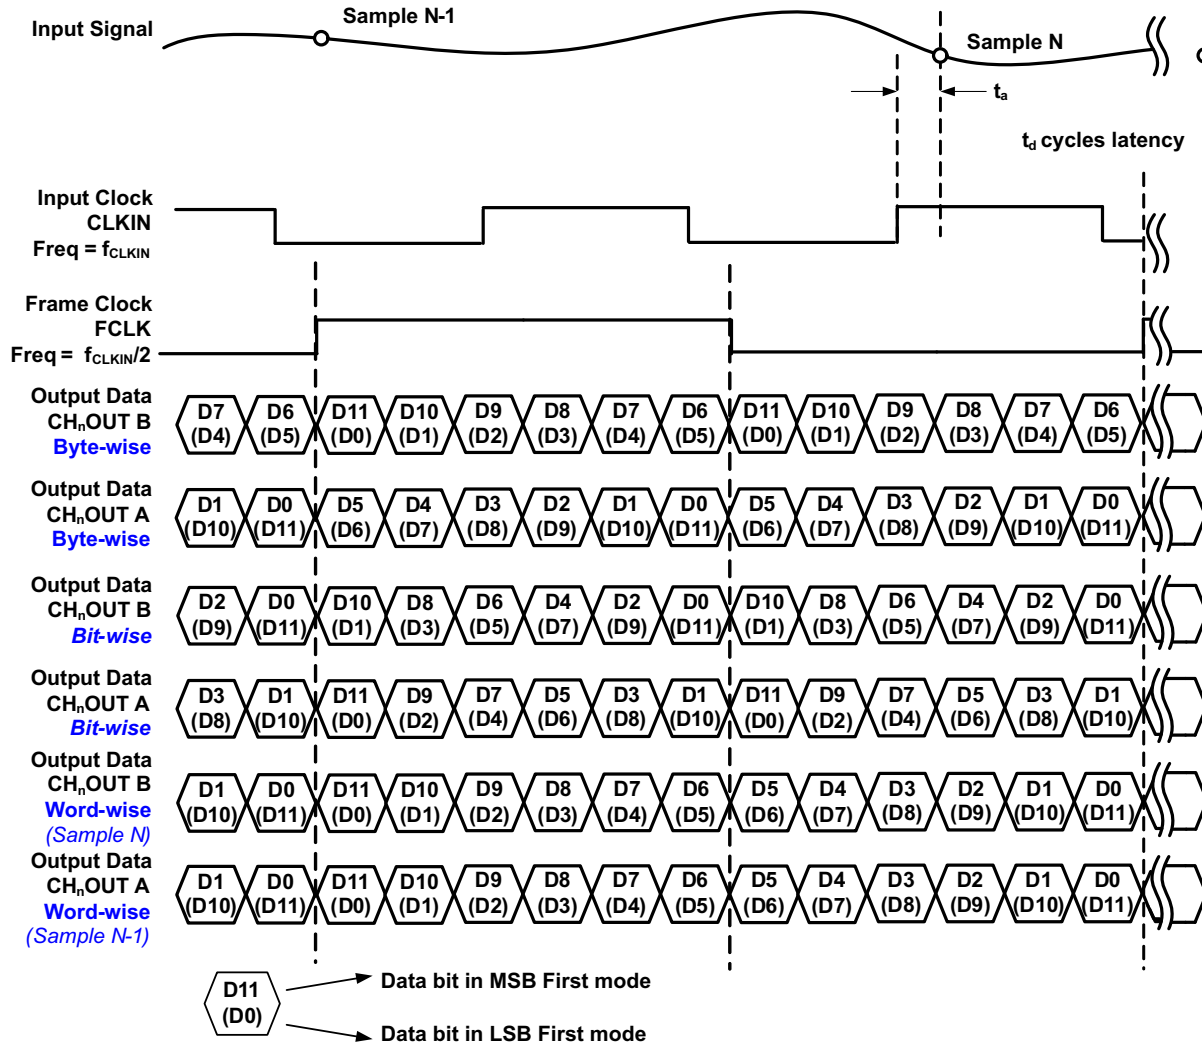 Input Signal
Sample N-1
Sample N
ta
td cycles latency
Input Clock
CLKIN
Freq = fCLKIN
Frame Clock
FCLK
Freq = fCLKIN/2
Output Data
CHnOUT B
Byte-wise
D7 D6 D11 D10 D9 D8 D7 D6 D11 D10 D9 D8 D7 D6
(D4) (D5) (D0) (D1) (D2) (D3) (D4) (D5) (D0) (D1) (D2) (D3) (D4) (D5)
Output Data
CHnOUT A
Byte-wise
D1 D0 D5 D4 D3 D2 D1 D0 D5 D4 D3 D2 D1 D0
(D10) (D11) (D6) (D7) (D8) (D9) (D10) (D11) (D6) (D7) (D8) (D9) (D10) (D11)
Output Data
CHnOUT B
Bit-wise
D2 D0 D10 D8 D6 D4 D2 D0 D10 D8 D6 D4 D2 D0
(D9) (D11) (D1) (D3) (D5) (D7) (D9) (D11) (D1) (D3) (D5) (D7) (D9) (D11)
Output Data
CHnOUT A
Bit-wise
D3 D1 D11 D9 D7 D5 D3 D1 D11 D9 D7 D5 D3 D1
(D8) (D10) (D0) (D2) (D4) (D6) (D8) (D10) (D0) (D2) (D4) (D6) (D8) (D10)
Output Data
CHnOUT B
Word-wise
(Sample N)
D1 D0 D11 D10 D9 D8 D7 D6 D5 D4 D3 D2 D1 D0
(D10) (D11) (D0) (D1) (D2) (D3) (D4) (D5) (D6) (D7) (D8) (D9) (D10) (D11)
Output Data
CHnOUT A
Word-wise
(Sample N-1)
D1 D0 D11 D10 D9 D8 D7 D6 D5 D4 D3 D2 D1 D0
(D10) (D11) (D0) (D1) (D2) (D3) (D4) (D5) (D6) (D7) (D8) (D9) (D10) (D11)
D11
(D0)
Data bit in MSB First mode
Data bit in LSB First mode